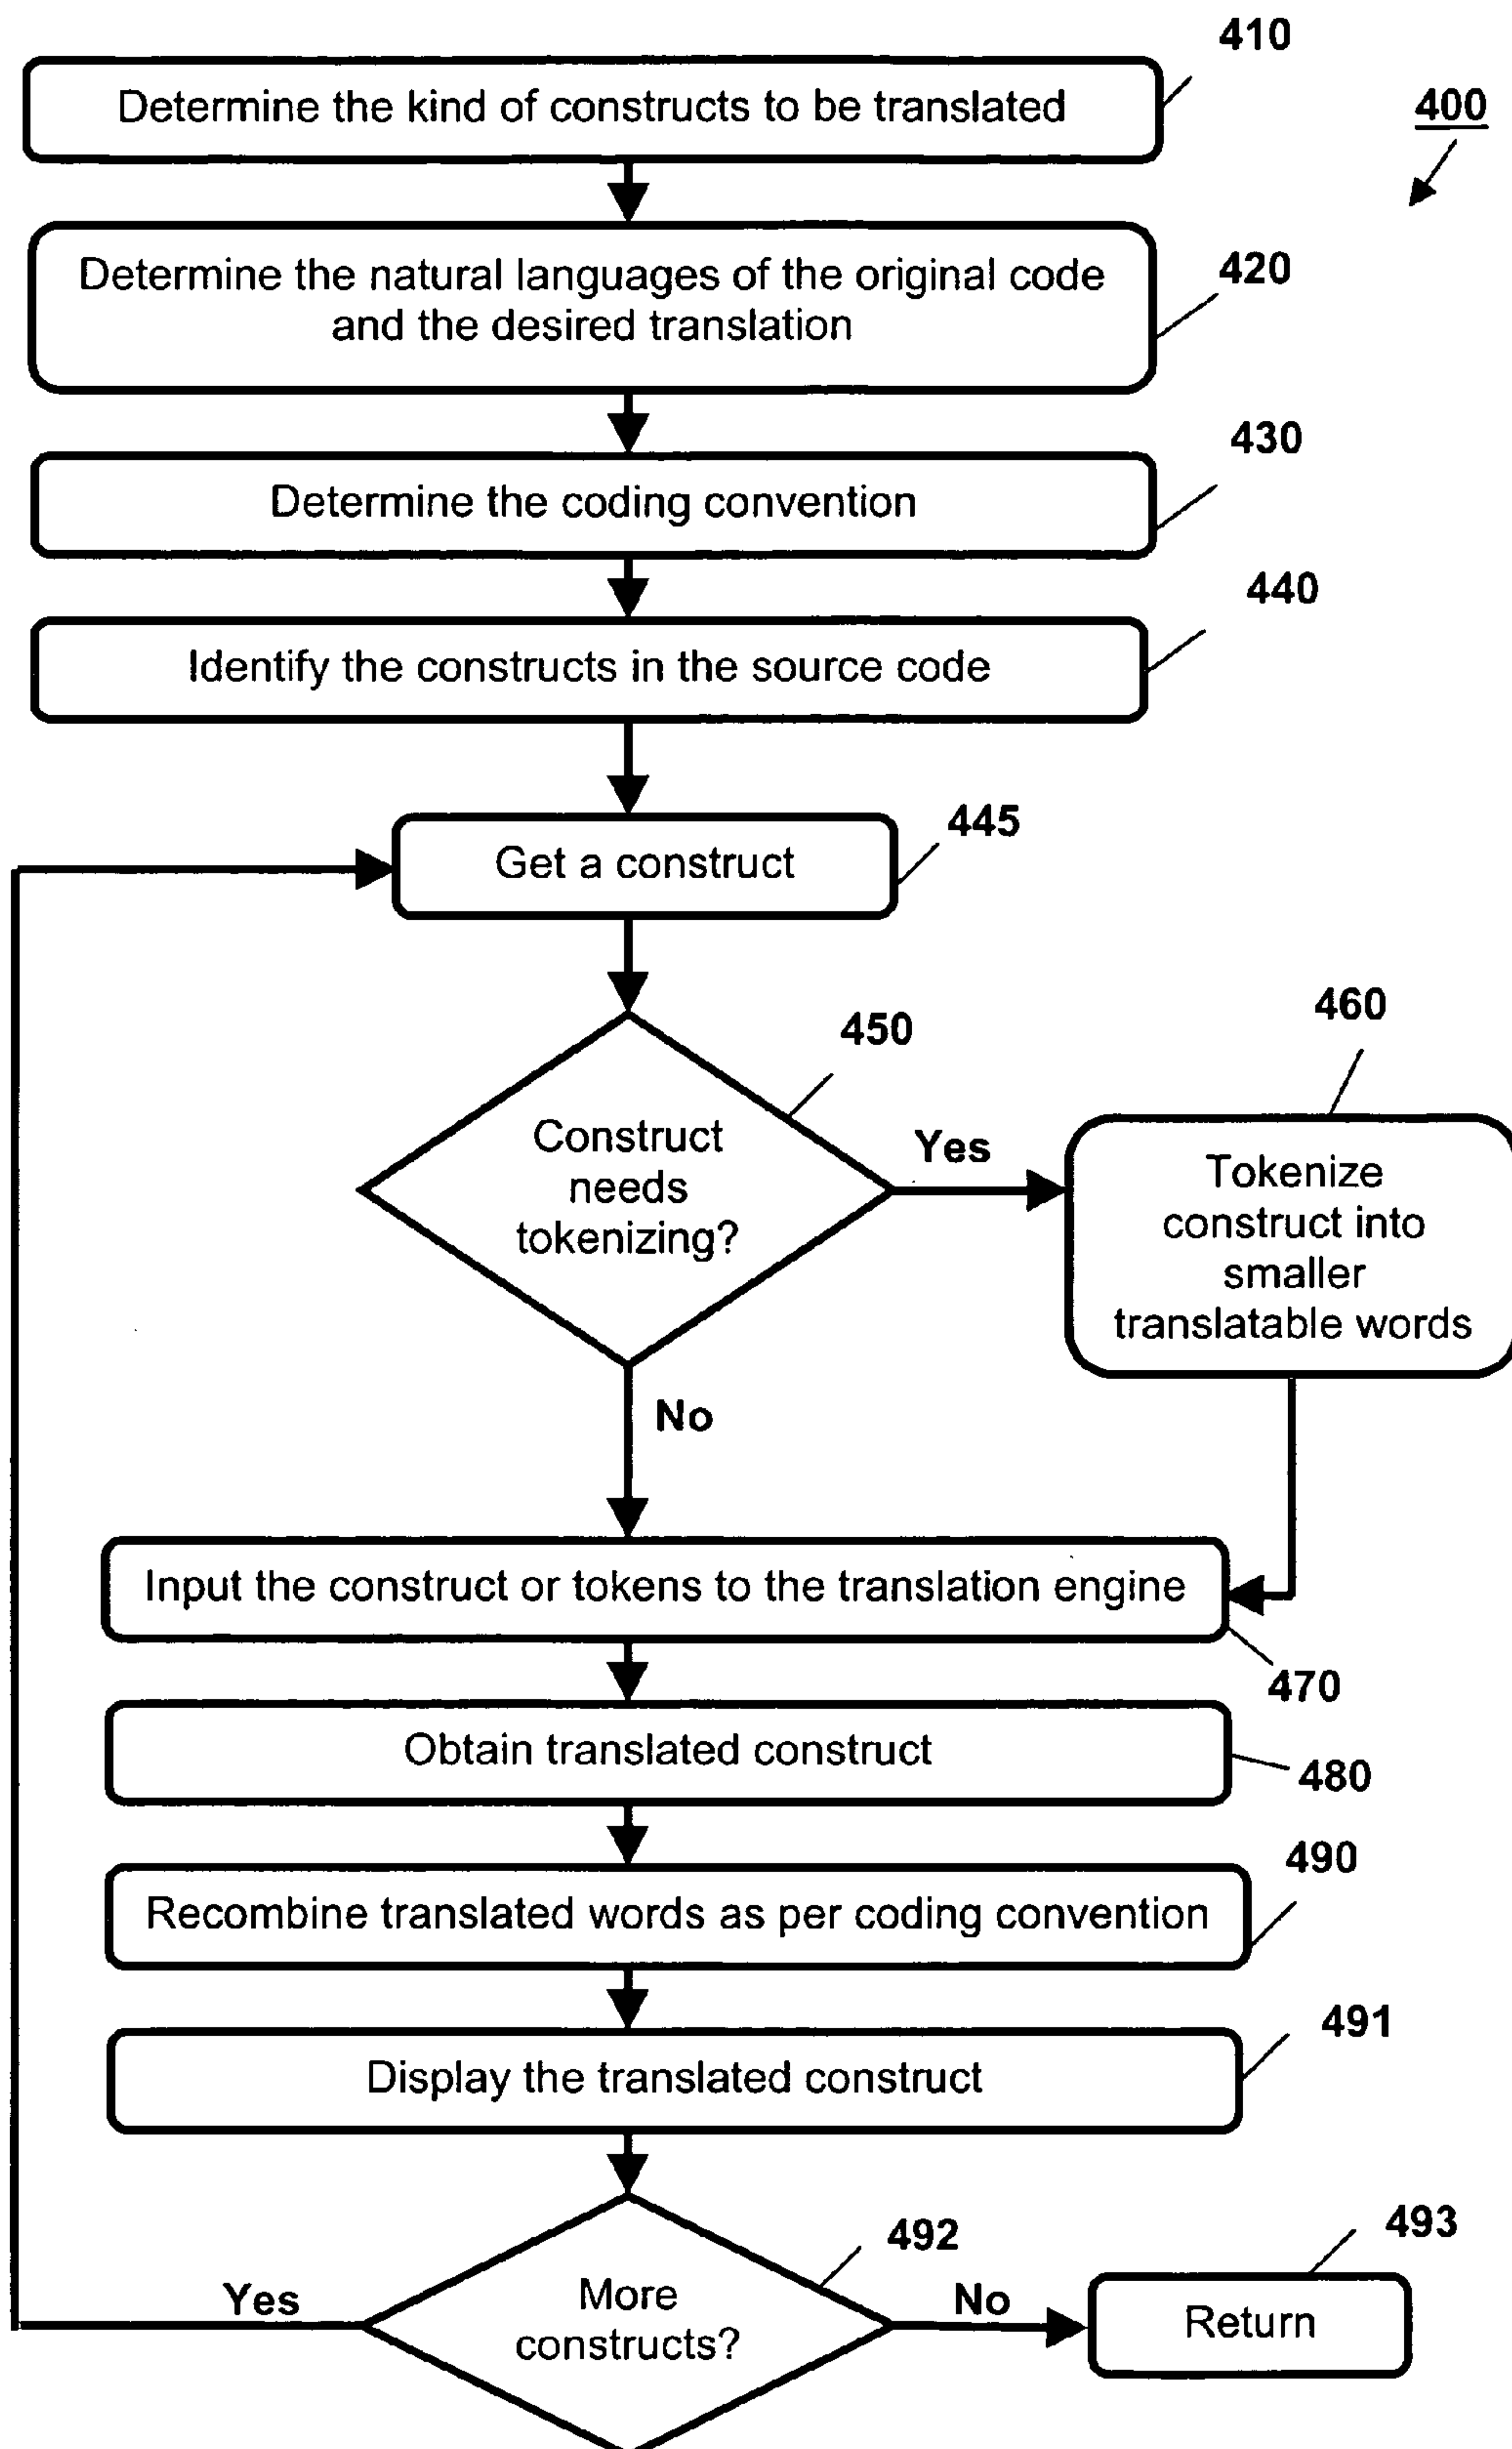 410
Determine the kind of constructs to be translated
400
Determine the natural languages of the original code
and the desired translation
420
430
Determine the coding convention
440
Identify the constructs in the source code
445
Get a construct
450
Construct
needs
tokenizing?
Yes
460
Tokenize
construct into
smaller
translatable words
No
Input the construct or tokens to the translation engine
470
Obtain translated construct
480
490
Recombine translated words as per coding convention
491
Display the translated construct
492
More
constructs?
Yes
No
493
Return